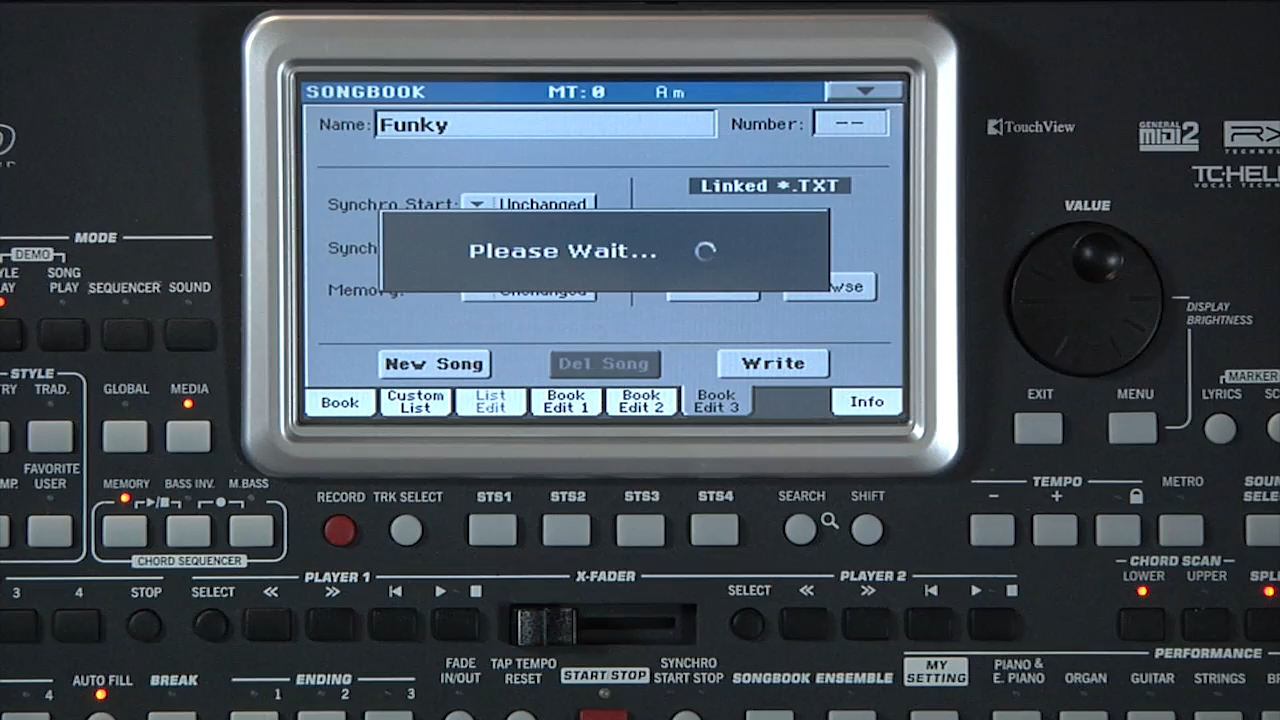 SONGBOOK MT:0 Am
Name: Funky Number: --
Linked *.TXT
Synchro Start: Unchanged
Please Wait...
Memory: Unchanged
New Song Del Song Write
Book Custom List List Edit Book Edit 1 Book Edit 2 Book Edit 3 Info
TouchView
GENERAL
MIDI2
VOCAL
VALUE
DISPLAY
BRIGHTNESS
MARKER
EXIT MENU LYRICS
MODE
DEMO
SONG
PLAY SEQUENCER SOUND
STYLE
TRAD. GLOBAL MEDIA
FAVORITE
USER
MEMORY BASS INV. M.BASS
CHORD SEQUENCER
RECORD TRK SELECT STS1 STS2 STS3 STS4 SEARCH SHIFT
TEMPO
- + METRO
CHORD SCAN
LOWER UPPER
PLAYER 1 X-FADER PLAYER 2
3 4 STOP SELECT SELECT
FADE
IN/OUT
TAP TEMPO
RESET
START STOP
SYNCHRO
START STOP
SONGBOOK ENSEMBLE
MY
SETTING
PERFORMANCE
PIANO &
E. PIANO
ORGAN GUITAR STRINGS
4 AUTO FILL BREAK ENDING
1 2 3